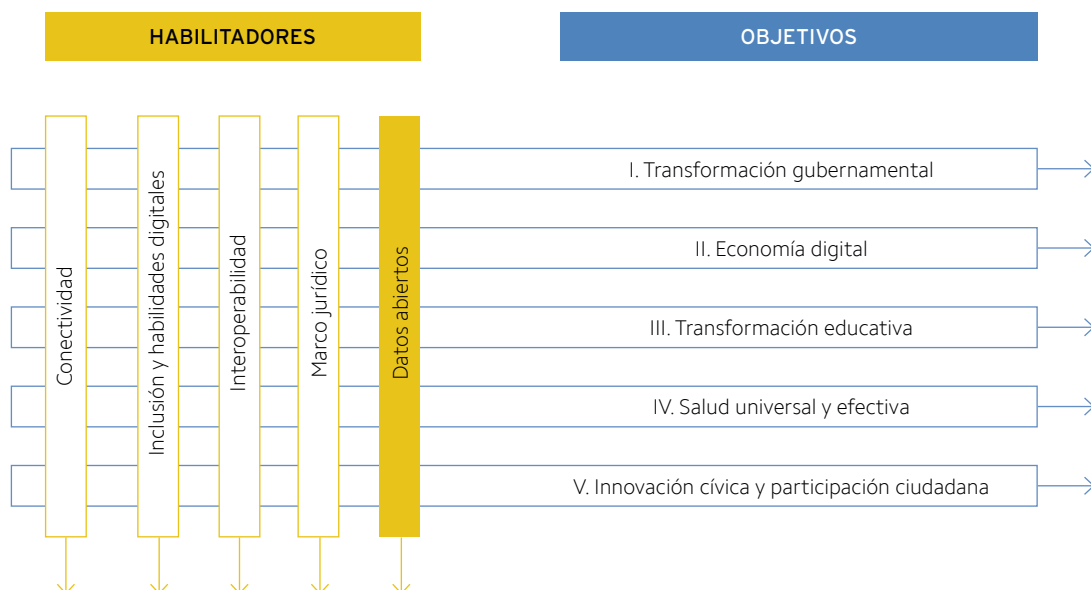 HABILITADORES
OBJETIVOS
Conectividad
Inclusión y habilidades digitales
Interoperabilidad
Marco jurídico
Datos abiertos
I. Transformación gubernamental
II. Economía digital
III. Transformación educativa
IV. Salud universal y efectiva
V. Innovación cívica y participación ciudadana